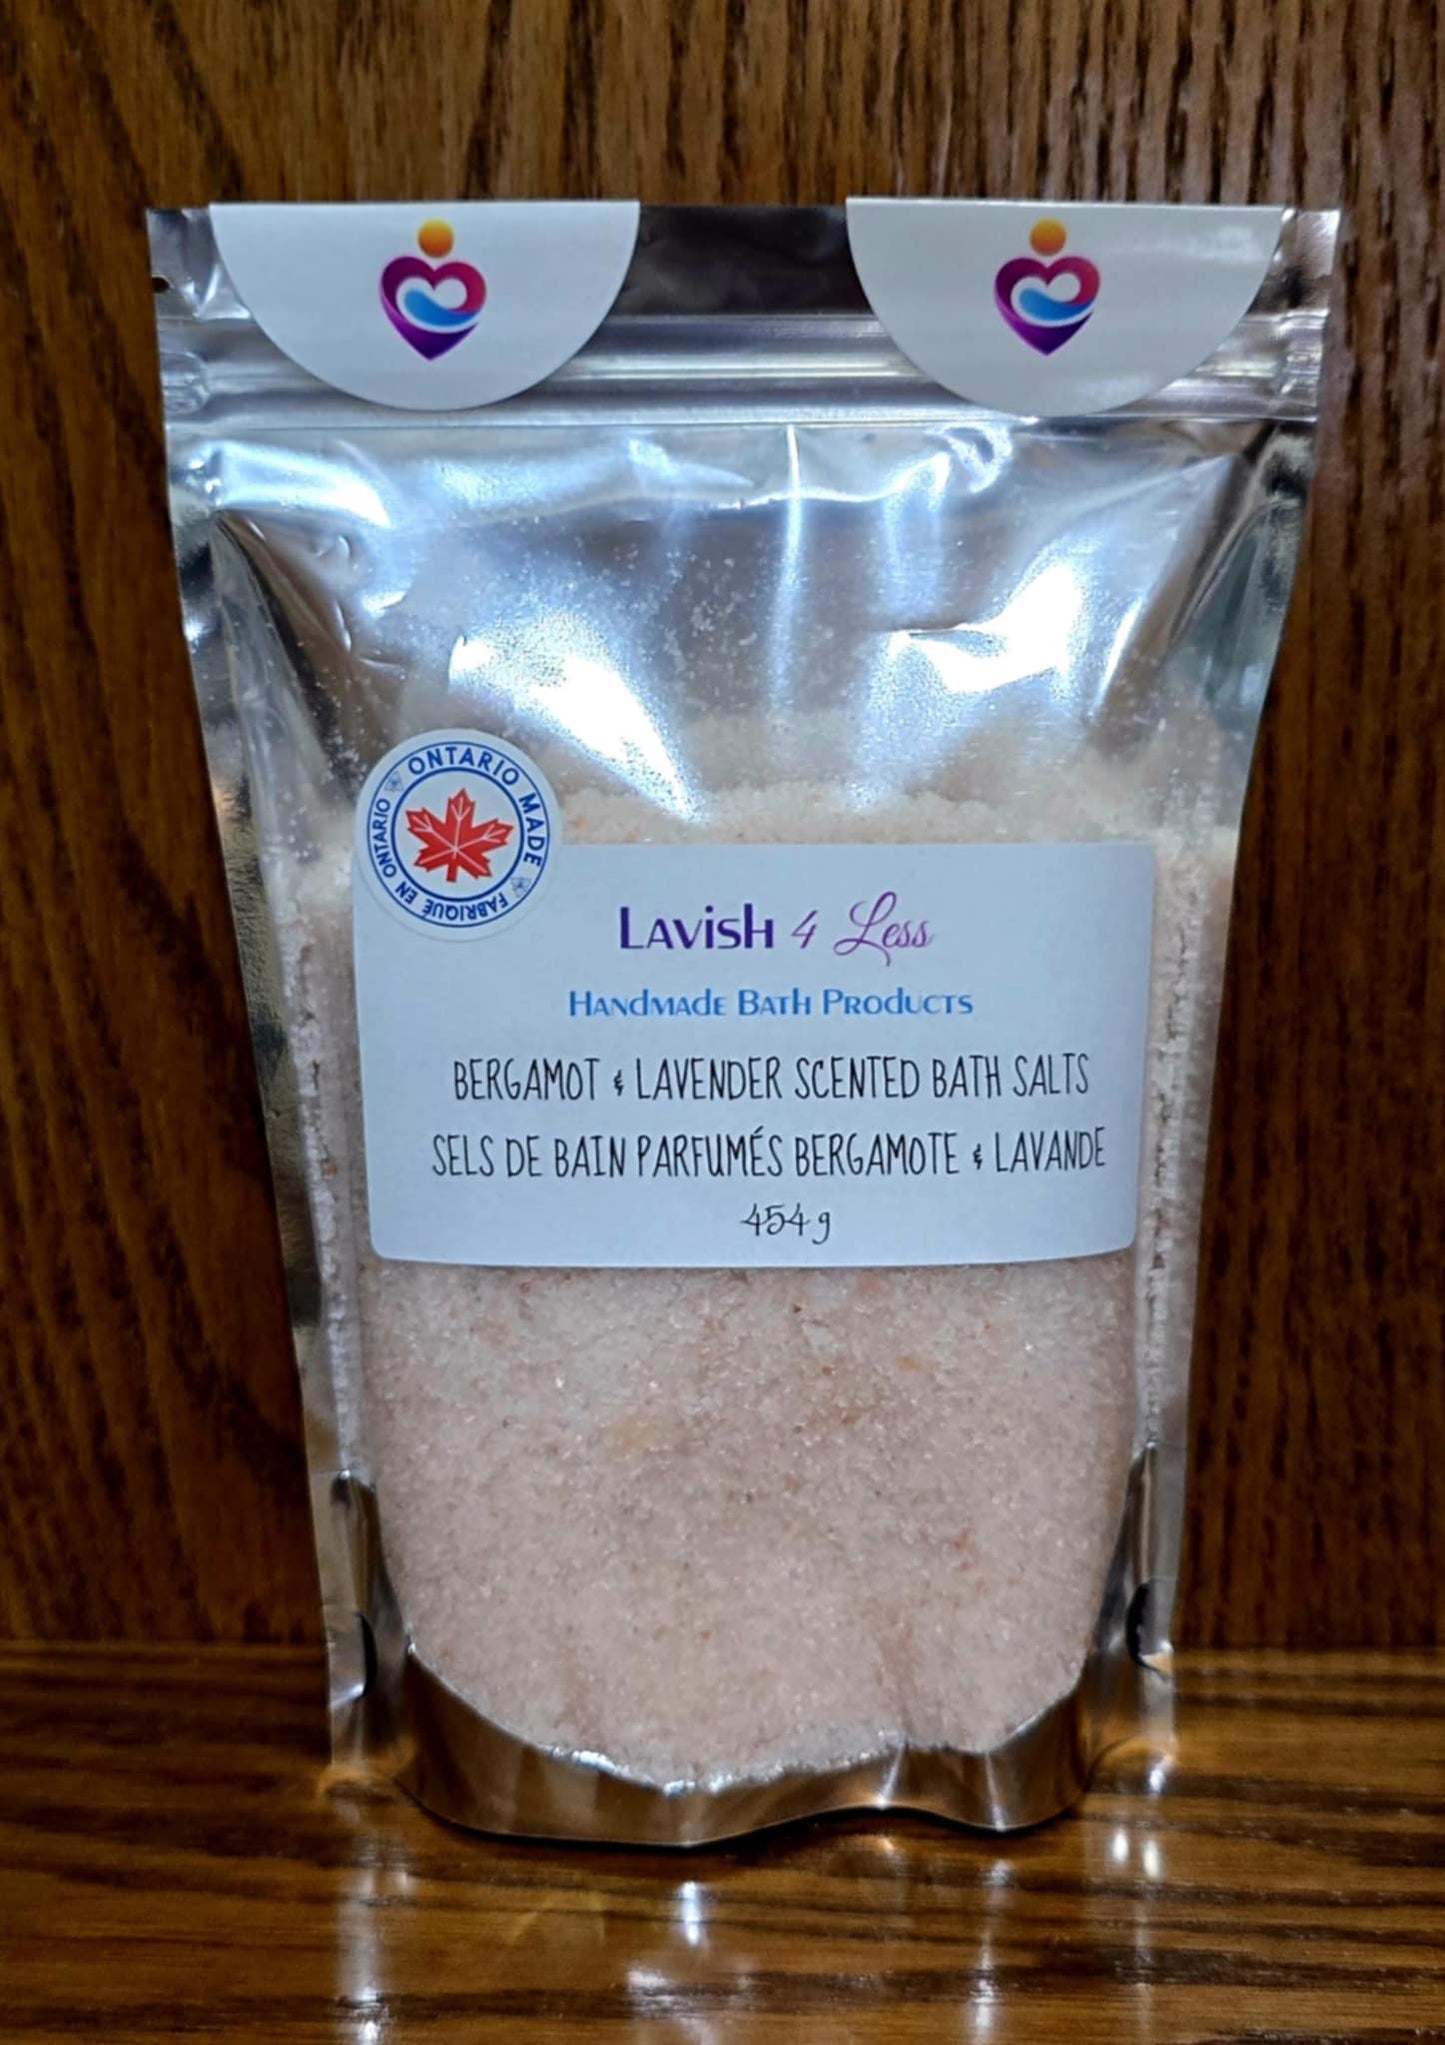 ONTARIO MADE
FABRIQUÉ EN ONTARIO
Lavish 4 Less
Handmade Bath Products
BERGAMOT & LAVENDER SCENTED BATH SALTS
SELS DE BAIN PARFUMÉS BERGAMOTE & LAVANDE
454 g